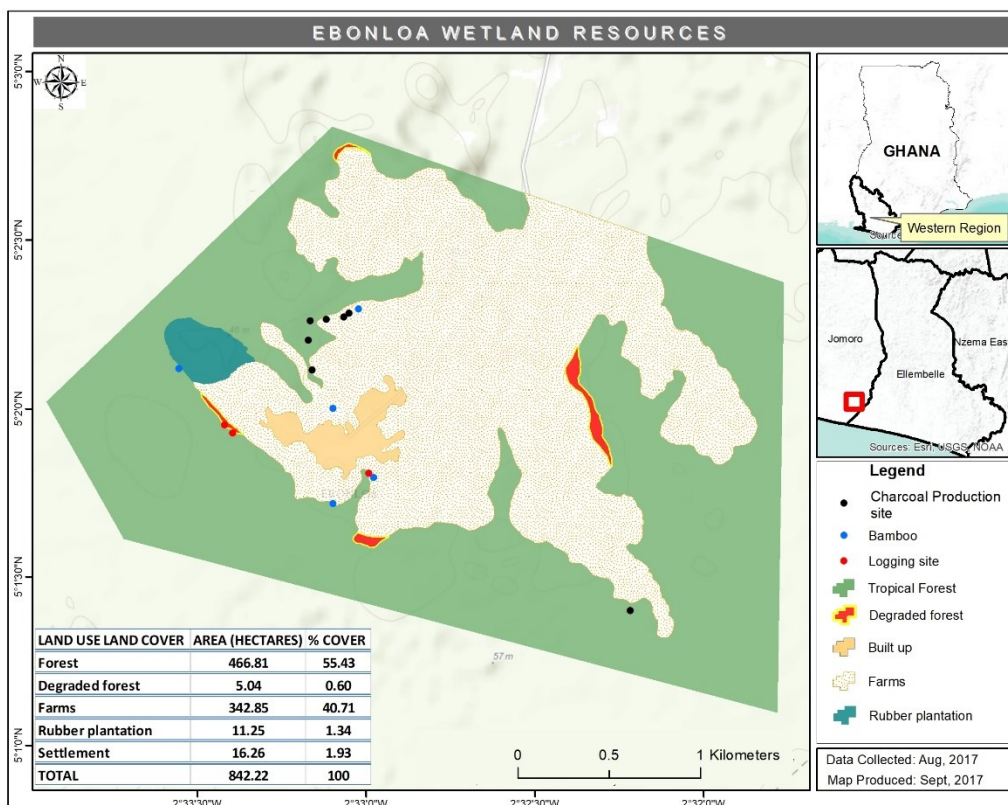 EBONLOA WETLAND RESOURCES
N
W E
S
5°3'0"N
5°2'30"N
5°2'0"N
5°1'30"N
5°1'0"N
46 m
57 m
LAND USE LAND COVER AREA (HECTARES) % COVER
Forest 466.81 55.43
Degraded forest 5.04 0.60
Farms 342.85 40.71
Rubber plantation 11.25 1.34
Settlement 16.26 1.93
TOTAL 842.22 100
0 0.5 1 Kilometers
2°33'30"W 2°33'0"W 2°32'30"W 2°32'0"W
GHANA
Western Region
Jomoro
Nzema East
Ellembelle
Sources: Esri, USGS, NOAA
Legend
Charcoal Production
site
Bamboo
Logging site
Tropical Forest
Degraded forest
Built up
Farms
Rubber plantation
Data Collected: Aug, 2017
Map Produced: Sept, 2017